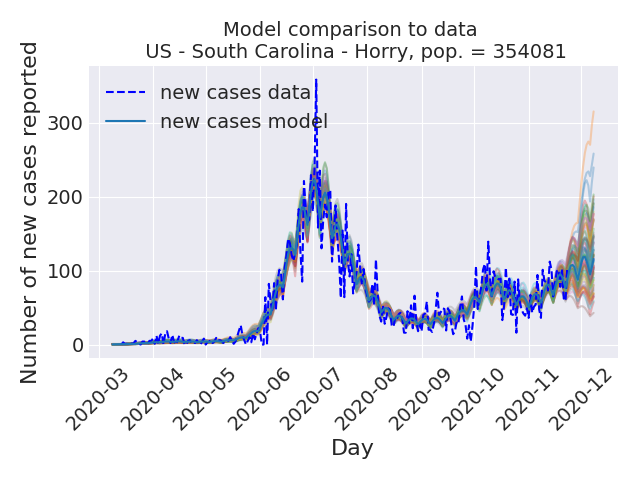 Model comparison to data
US - South Carolina - Horry, pop. = 354081
Number of new cases reported
new cases data
new cases model
300
200
100
0
2020-03
2020-04
2020-05
2020-06
2020-07
2020-08
2020-09
2020-10
2020-11
2020-12
Day